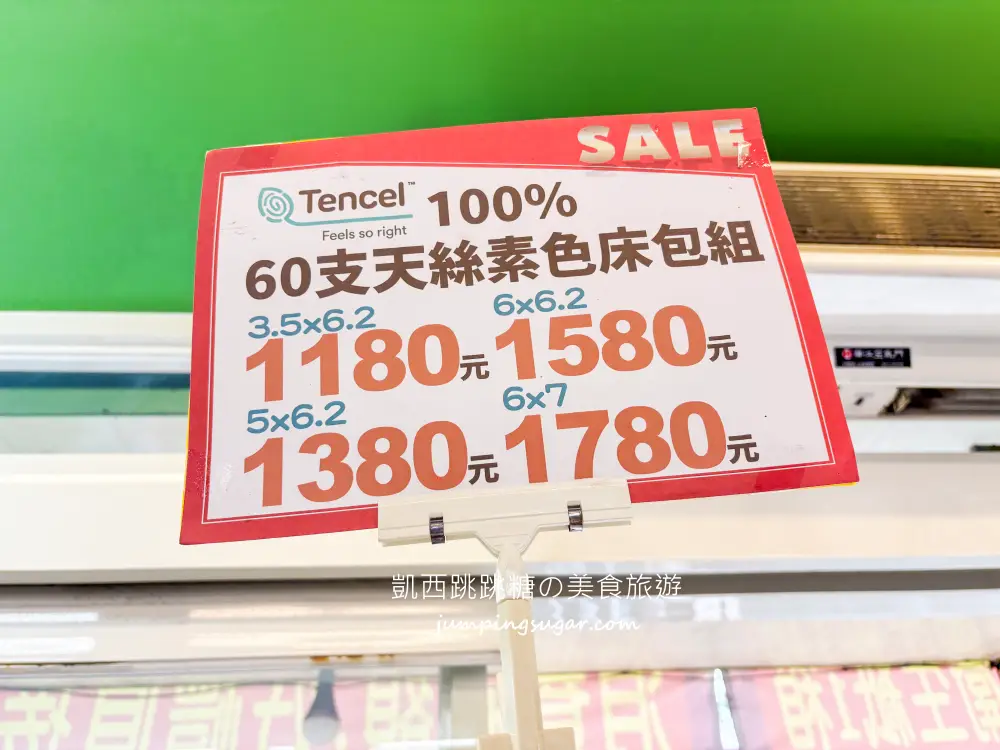 SALE
Tencel™ 100%
Feels so right
60支天絲素色床包組
3.5x6.2 6x6.2
1180元 1580元
5x6.2 6x7
1380元 1780元
凱西跳跳糖の美食旅遊
jumpingsugar.com